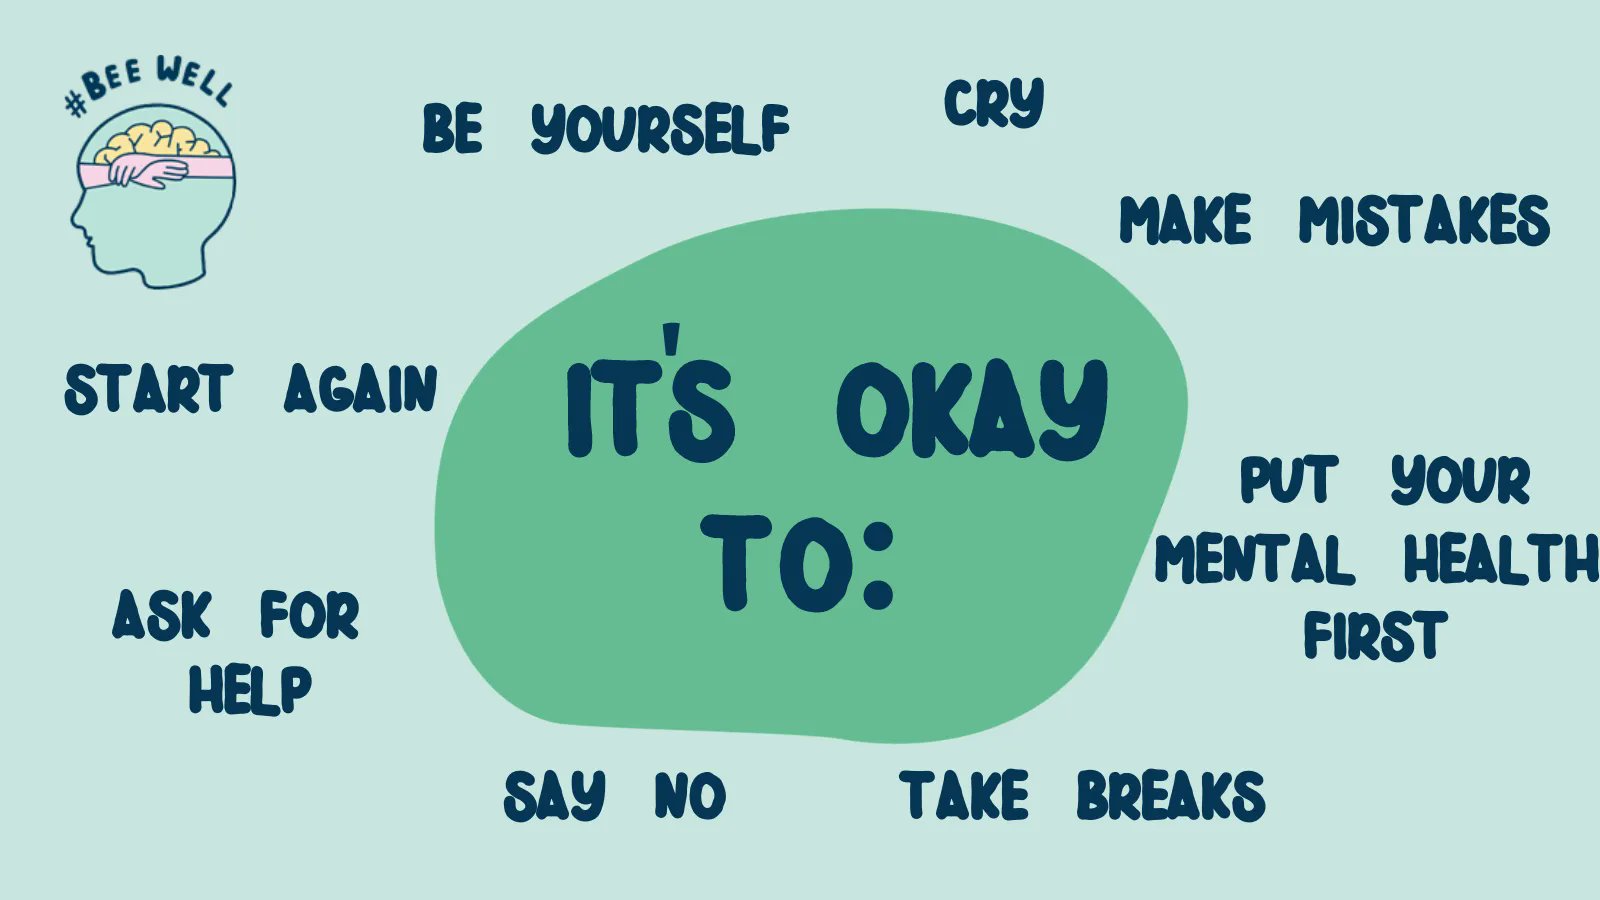 #BEE WELL
BE YOURSELF
CRY
MAKE MISTAKES
START AGAIN
IT'S OKAY
TO:
PUT YOUR
MENTAL HEALTH
FIRST
ASK FOR
HELP
SAY NO
TAKE BREAKS